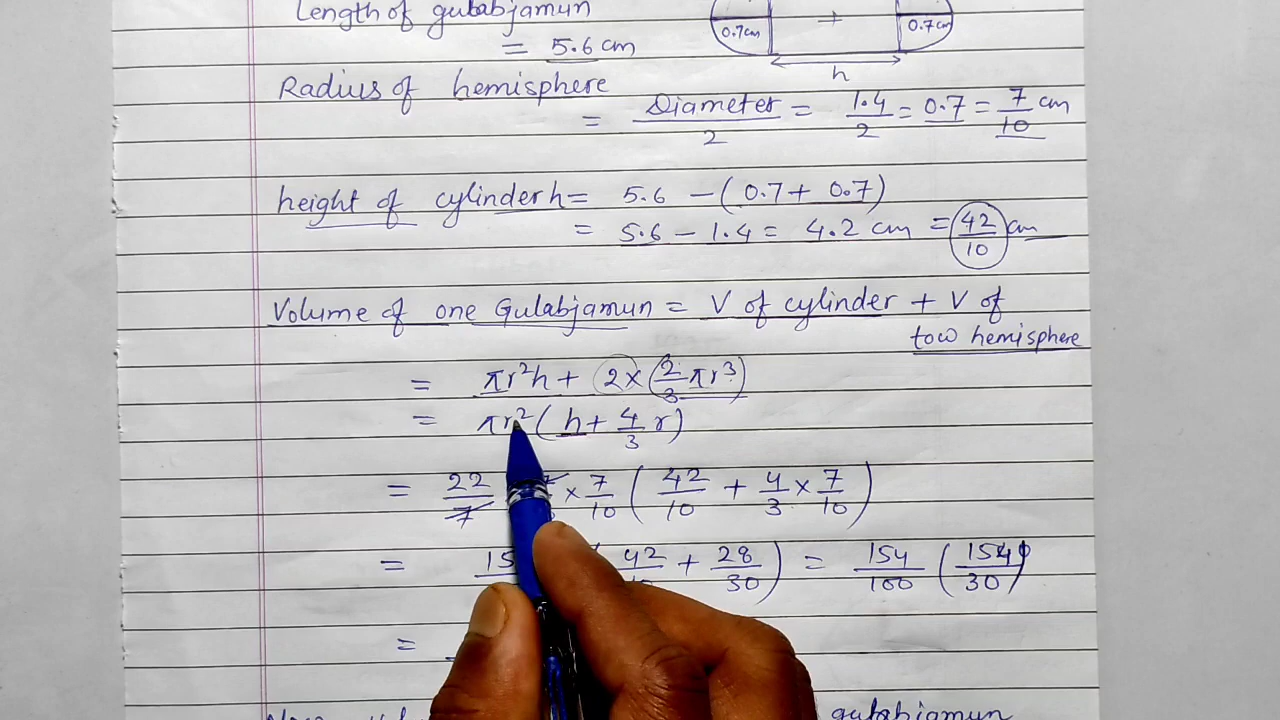 Length of gulabjamun
= 5.6 cm
0.7cm 0.7cm
h
Radius of hemisphere
= Diameter/2 = 1.4/2 = 0.7 = 7/10 cm
height of cylinder h = 5.6 - (0.7 + 0.7)
= 5.6 - 1.4 = 4.2 cm = 42/10 cm
Volume of one Gulabjamun = V of cylinder + V of
tow hemisphere
= πr²h + 2 × (2/3 πr³)
= πr² (h + 4/3 r)
= 22/7 × 7/10 (42/10 + 4/3 × 7/10)
= 42 + 28/30) = 154/100 (154/30)
=
gulabjamun